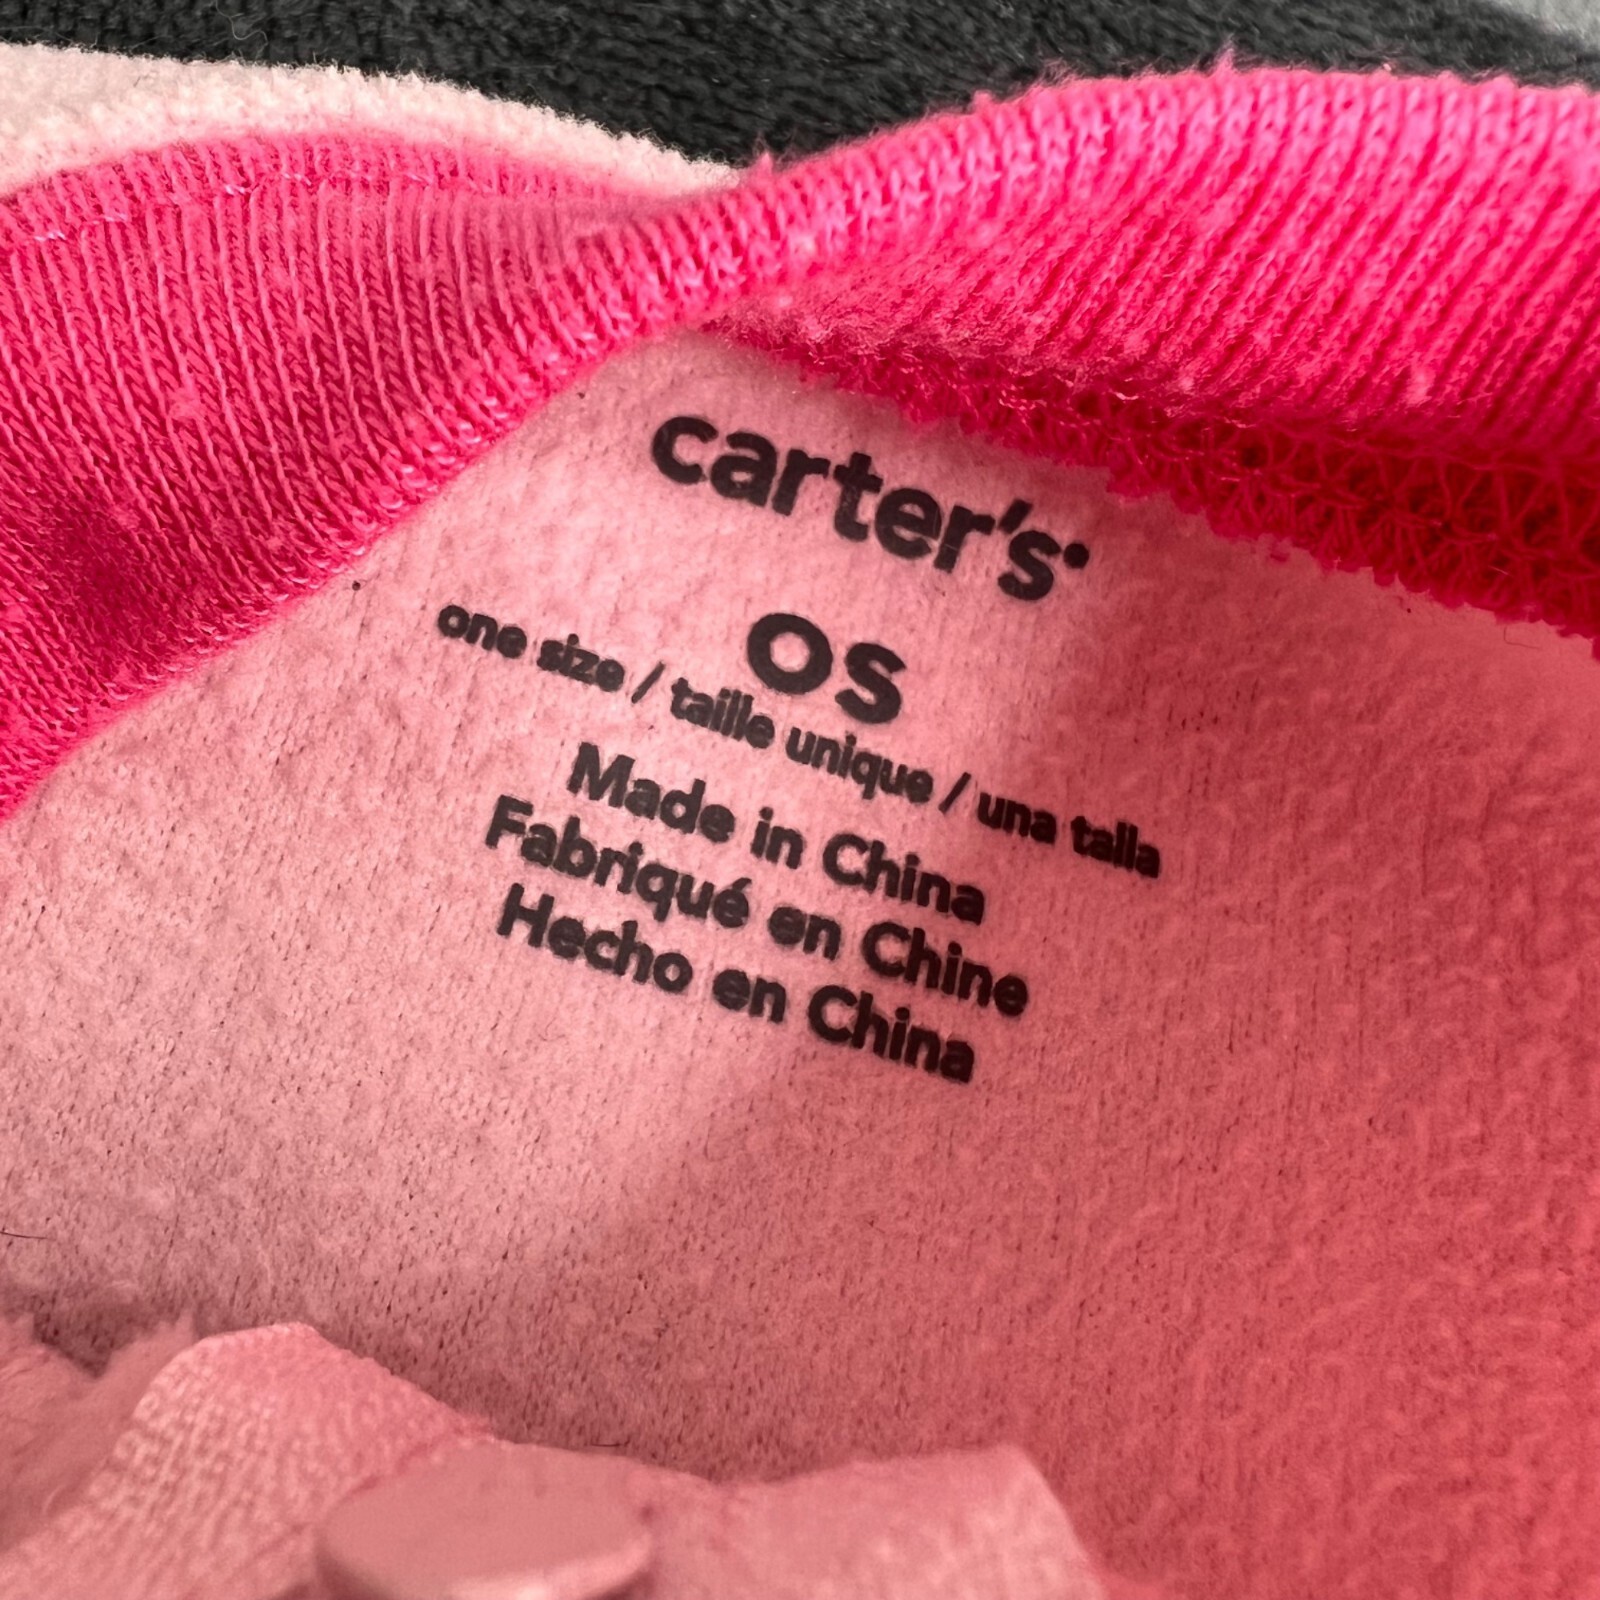 carter's
OS
one size / taille unique / una talla
Made in China
Fabriqué en Chine
Hecho en China